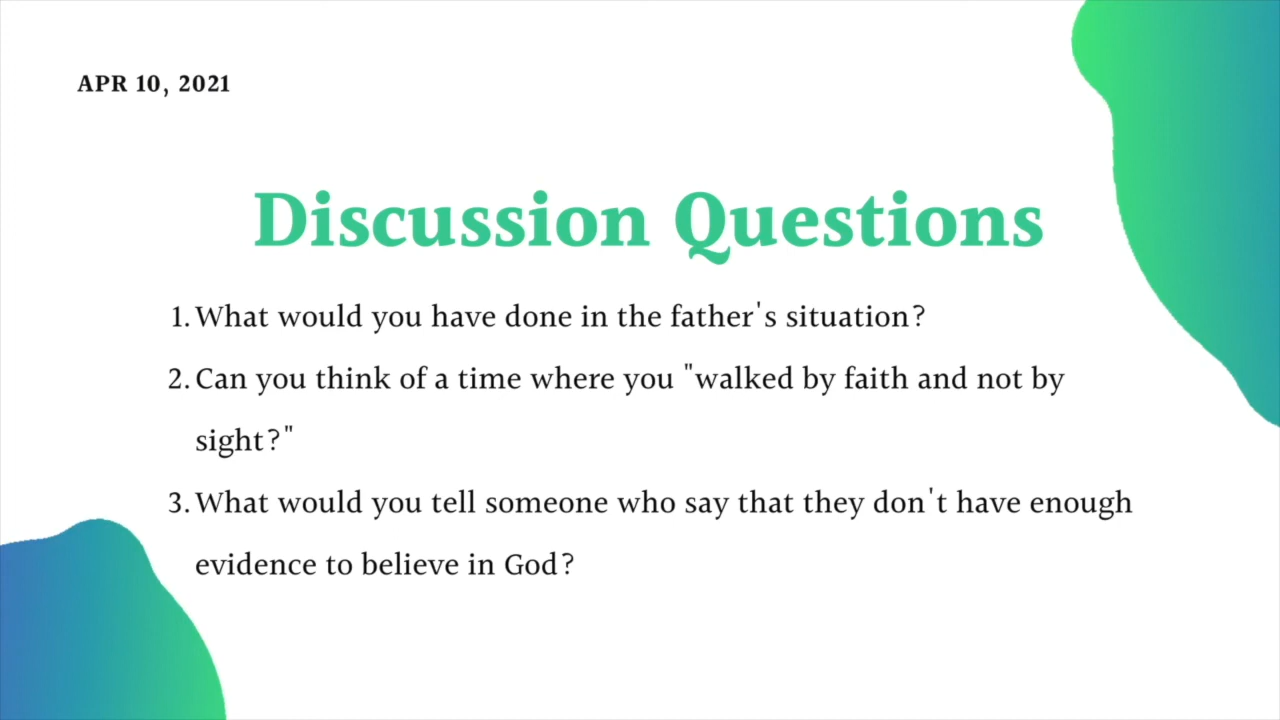 APR 10, 2021
Discussion Questions
1. What would you have done in the father's situation?
2. Can you think of a time where you "walked by faith and not by
sight?"
3. What would you tell someone who say that they don't have enough
evidence to believe in God?